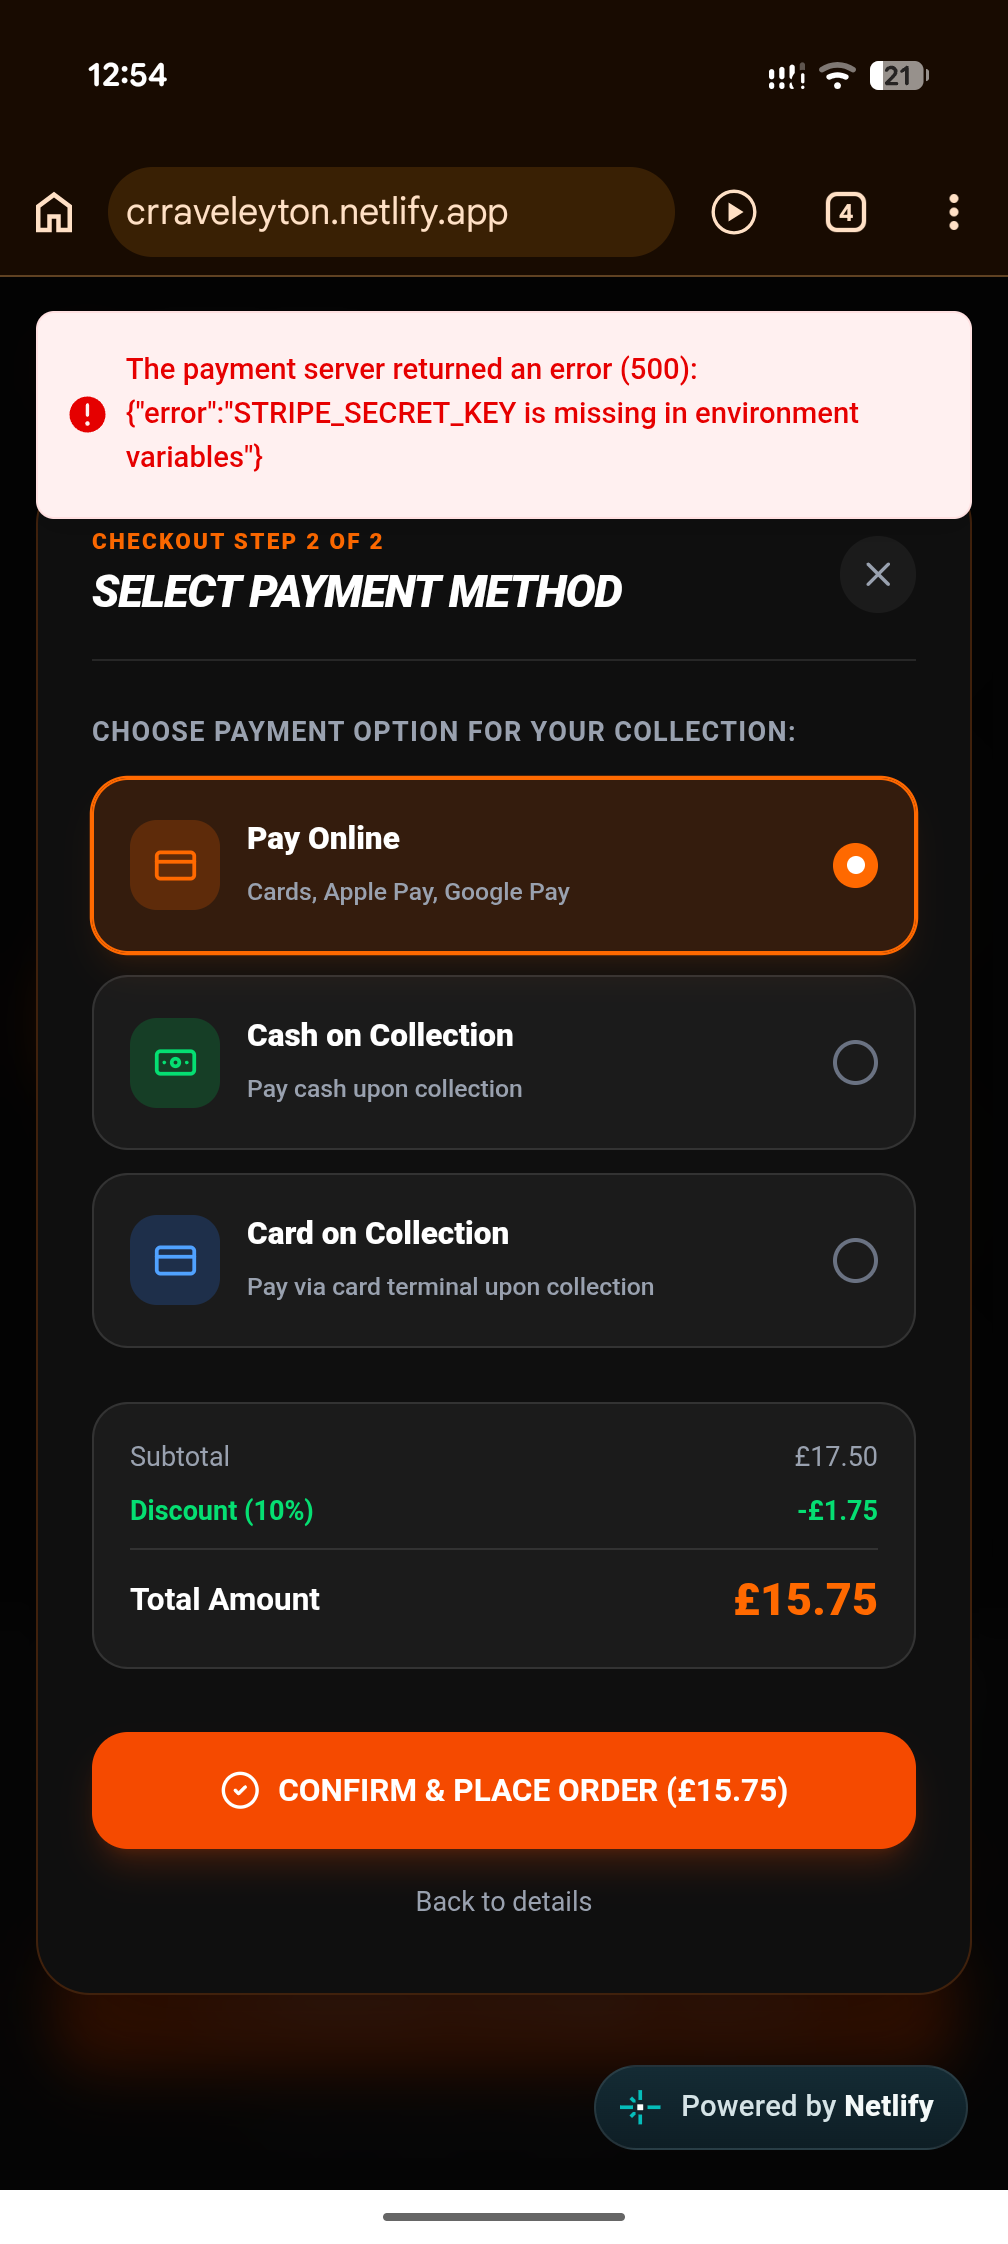 12:54
21
crraveleyton.netlify.app
4
The payment server returned an error (500):
{"error":"STRIPE_SECRET_KEY is missing in environment
variables"}
CHECKOUT STEP 2 OF 2
SELECT PAYMENT METHOD
CHOOSE PAYMENT OPTION FOR YOUR COLLECTION:
Pay Online
Cards, Apple Pay, Google Pay
Cash on Collection
Pay cash upon collection
Card on Collection
Pay via card terminal upon collection
Subtotal £17.50
Discount (10%) -£1.75
Total Amount £15.75
CONFIRM & PLACE ORDER (£15.75)
Back to details
Powered by Netlify